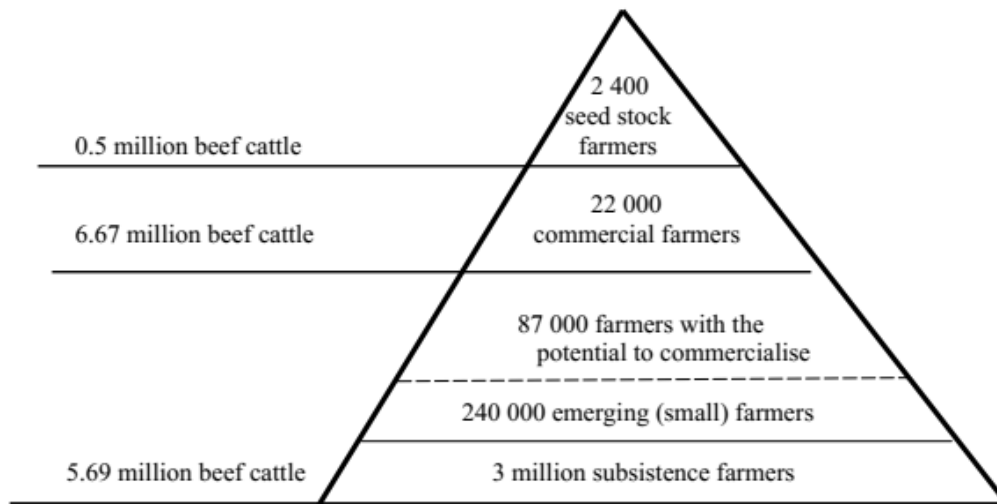 2 400
seed stock
farmers
0.5 million beef cattle
22 000
commercial farmers
6.67 million beef cattle
87 000 farmers with the
potential to commercialise
240 000 emerging (small) farmers
5.69 million beef cattle
3 million subsistence farmers